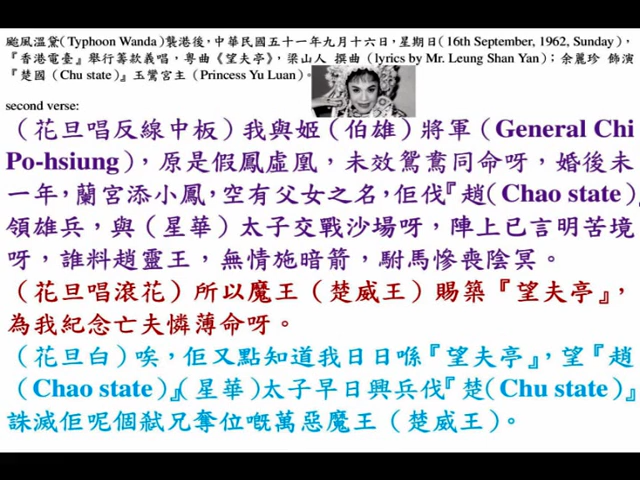 颱風溫黛（Typhoon Wanda）襲港後，中華民國五十一年九月十六日，星期日（16th September, 1962, Sunday），
『香港電臺』舉行籌款義唱，粵曲《望夫亭》，梁山人 撰曲（lyrics by Mr. Leung Shan Yan）；余麗珍 飾演
『楚國（Chu state）』玉鸞宮主（Princess Yu Luan）。
second verse:
（花旦唱反線中板）我與姬（伯雄）將軍（General Chi
Po-hsiung），原是假鳳虛凰，未效鴛鴦同命呀，婚後未
一年，蘭宮添小鳳，空有父女之名，佢伐『趙（Chao state）』
領雄兵，與（星華）太子交戰沙場呀，陣上已言明苦境
呀，誰料趙靈王，無情施暗箭，駙馬慘喪陰冥。
（花旦唱滾花）所以魔王（楚威王）賜築『望夫亭』，
為我紀念亡夫憐薄命呀。
（花旦白）唉，佢又點知道我日日喺『望夫亭』，望『趙
（Chao state）』（星華）太子早日興兵伐『楚（Chu state）』
誅滅佢呢個弒兄奪位嘅萬惡魔王（楚威王）。